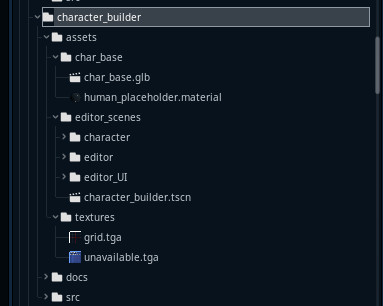 character_builder
assets
char_base
char_base.glb
human_placeholder.material
editor_scenes
character
editor
editor_UI
character_builder.tscn
textures
grid.tga
unavailable.tga
docs
src